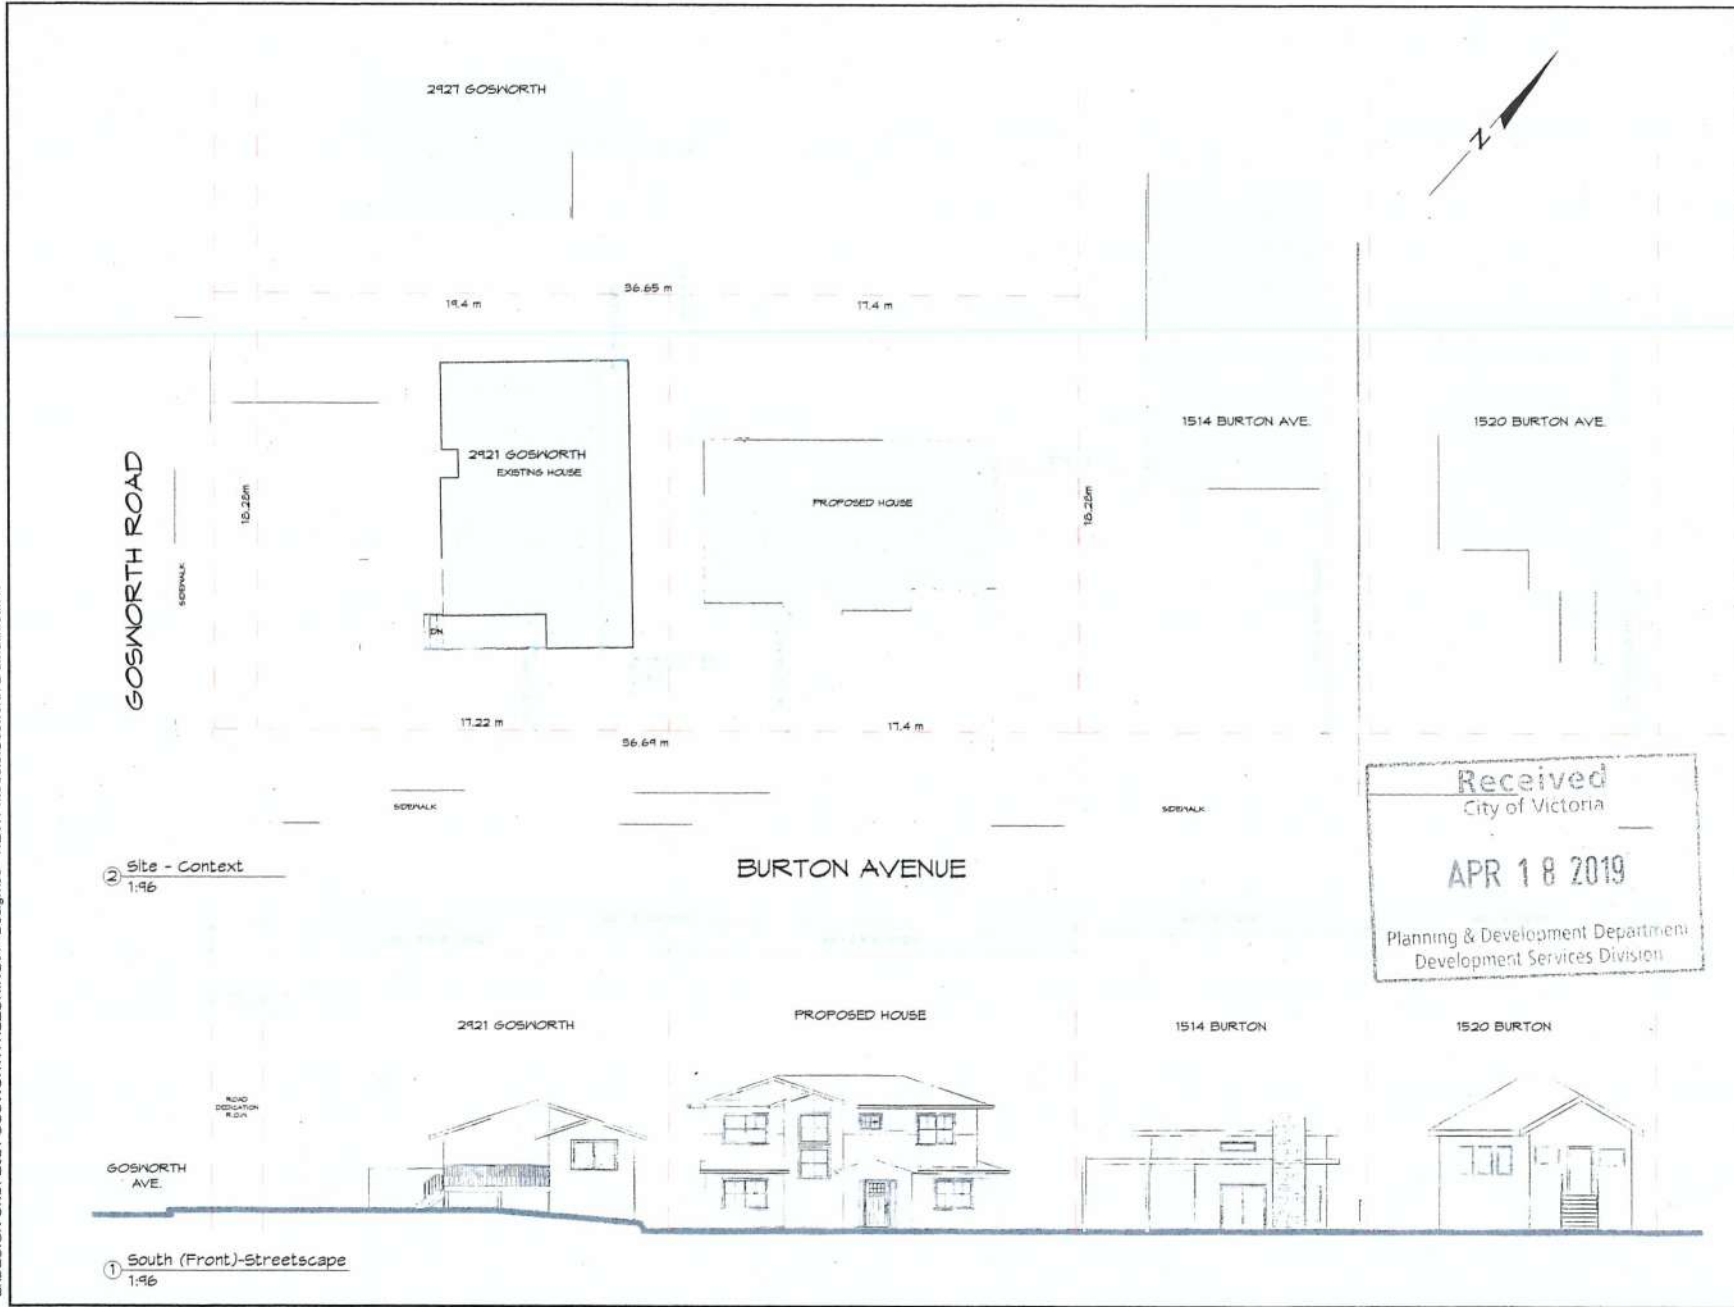 2927 GOSWORTH
N
36.65 m
19.4 m
17.4 m
2921 GOSWORTH
EXISTING HOUSE
PROPOSED HOUSE
1514 BURTON AVE.
1520 BURTON AVE.
GOSWORTH ROAD
SIDEWALK
18.28m
18.28m
DN
17.22 m
17.4 m
36.69 m
SIDEWALK
SIDEWALK
BURTON AVENUE
2 Site - Context
1:96
Received
City of Victoria
APR 18 2019
Planning & Development Department
Development Services Division
2921 GOSWORTH
PROPOSED HOUSE
1514 BURTON
1520 BURTON
ROAD
DEDICATION
R.O.W
GOSWORTH
AVE.
1 South (Front)-Streetscape
1:96